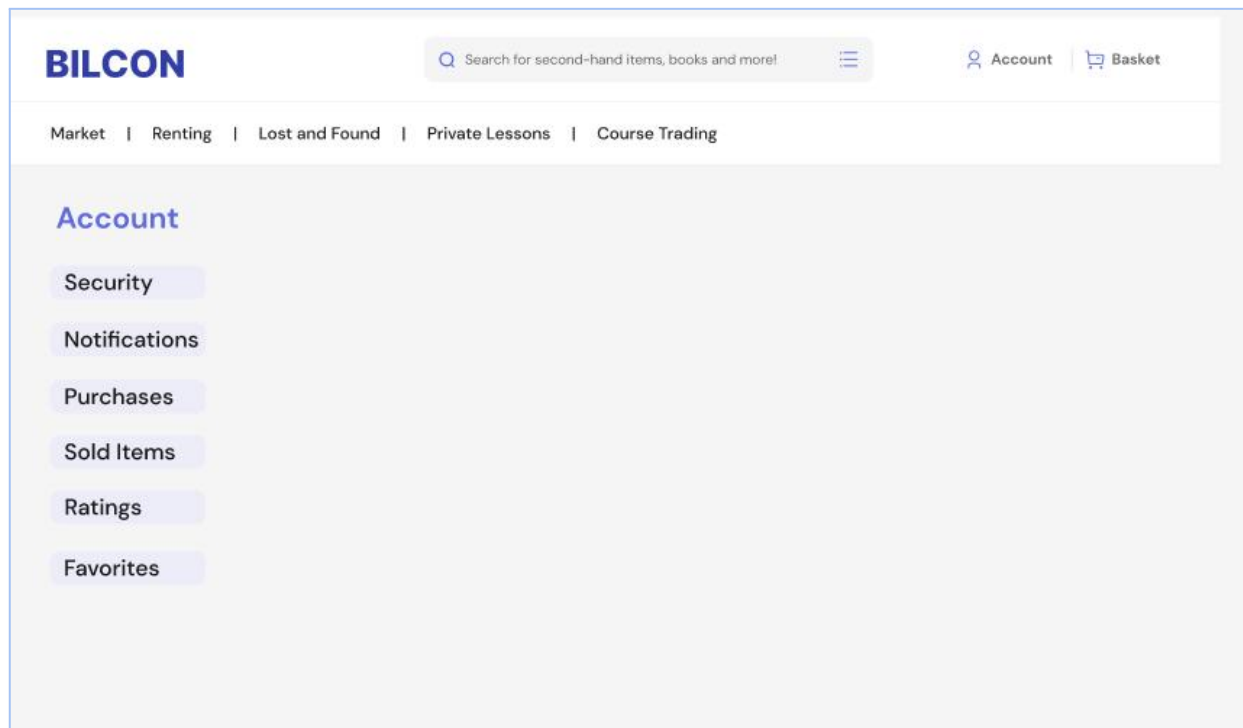 BILCON
Search for second-hand items, books and more!
Account | Basket
Market | Renting | Lost and Found | Private Lessons | Course Trading
Account
Security
Notifications
Purchases
Sold Items
Ratings
Favorites